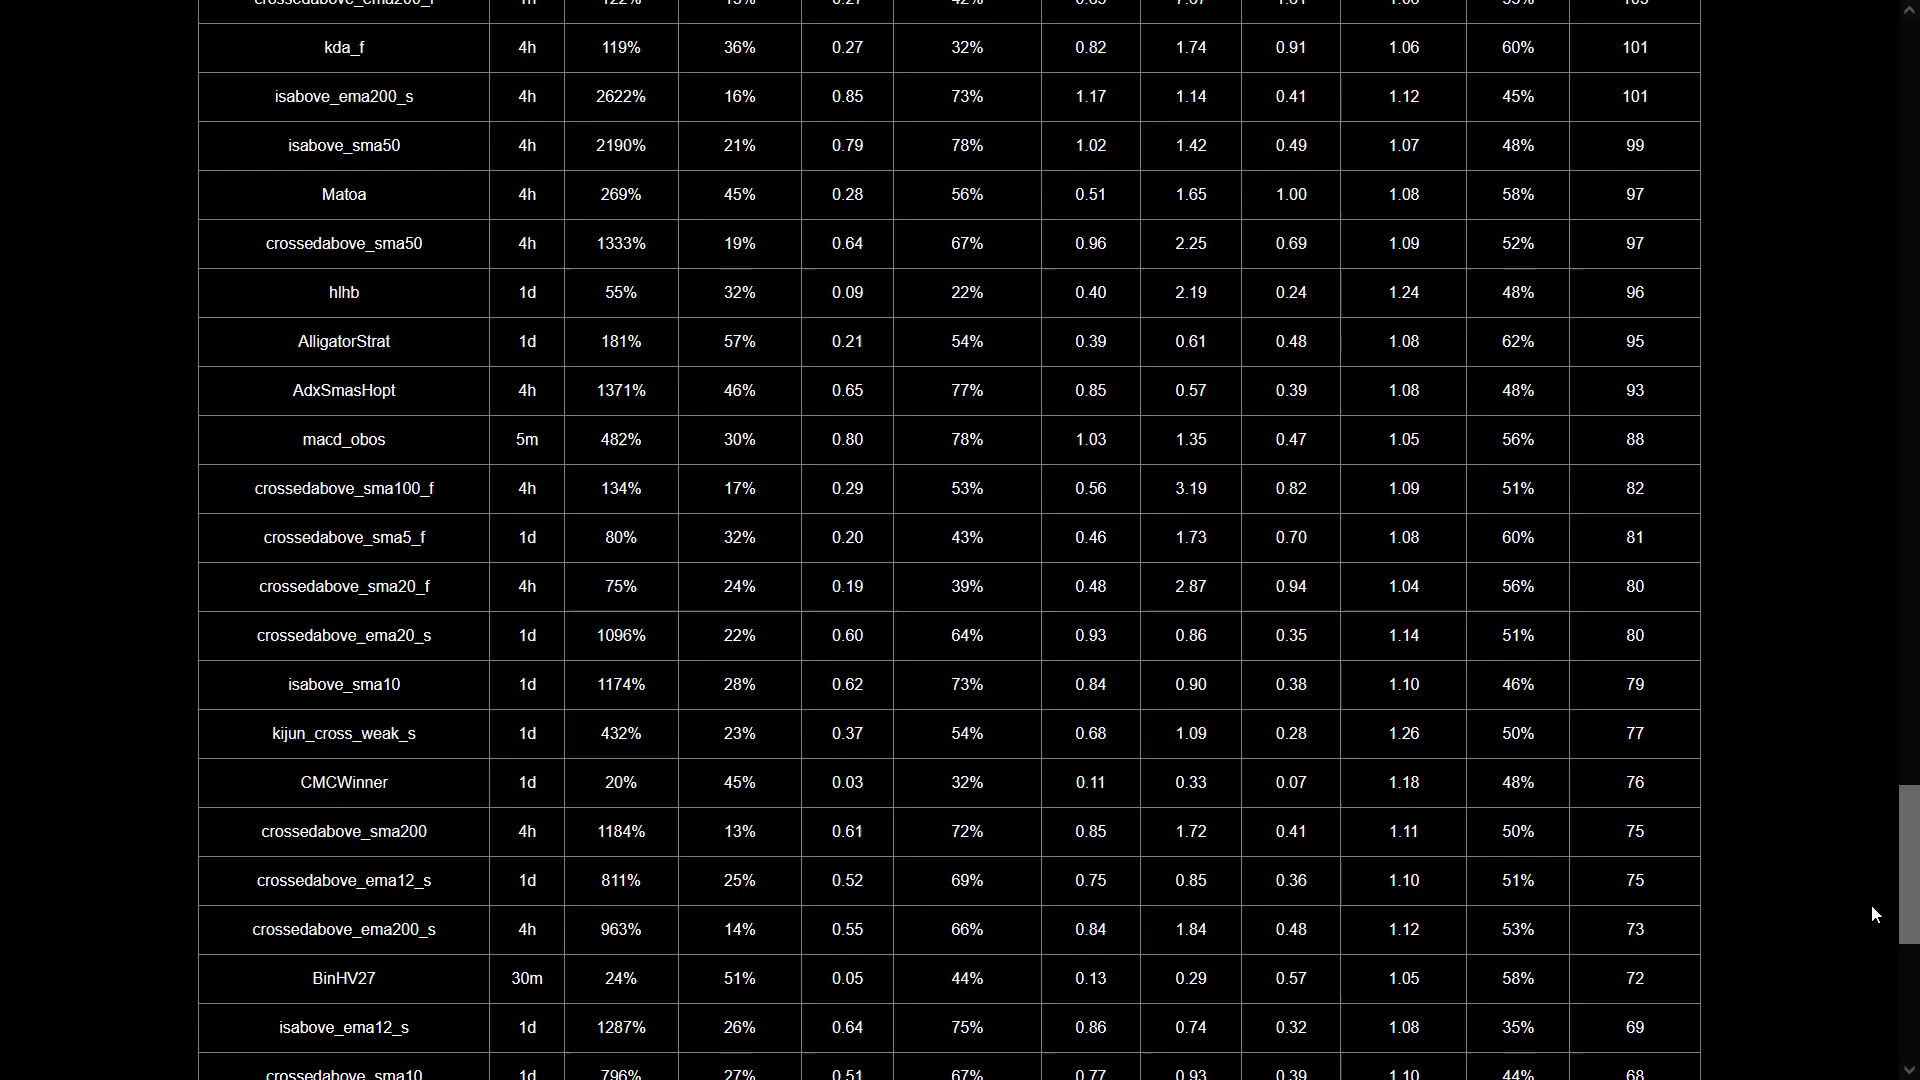 kda_f 4h 119% 36% 0.27 32% 0.82 1.74 0.91 1.06 60% 101
isabove_ema200_s 4h 2622% 16% 0.85 73% 1.17 1.14 0.41 1.12 45% 101
isabove_sma50 4h 2190% 21% 0.79 78% 1.02 1.42 0.49 1.07 48% 99
Matoa 4h 269% 45% 0.28 56% 0.51 1.65 1.00 1.08 58% 97
crossedabove_sma50 4h 1333% 19% 0.64 67% 0.96 2.25 0.69 1.09 52% 97
hlhb 1d 55% 32% 0.09 22% 0.40 2.19 0.24 1.24 48% 96
AlligatorStrat 1d 181% 57% 0.21 54% 0.39 0.61 0.48 1.08 62% 95
AdxSmasHopt 4h 1371% 46% 0.65 77% 0.85 0.57 0.39 1.08 48% 93
macd_obos 5m 482% 30% 0.80 78% 1.03 1.35 0.47 1.05 56% 88
crossedabove_sma100_f 4h 134% 17% 0.29 53% 0.56 3.19 0.82 1.09 51% 82
crossedabove_sma5_f 1d 80% 32% 0.20 43% 0.46 1.73 0.70 1.08 60% 81
crossedabove_sma20_f 4h 75% 24% 0.19 39% 0.48 2.87 0.94 1.04 56% 80
crossedabove_ema20_s 1d 1096% 22% 0.60 64% 0.93 0.86 0.35 1.14 51% 80
isabove_sma10 1d 1174% 28% 0.62 73% 0.84 0.90 0.38 1.10 46% 79
kijun_cross_weak_s 1d 432% 23% 0.37 54% 0.68 1.09 0.28 1.26 50% 77
CMCWinner 1d 20% 45% 0.03 32% 0.11 0.33 0.07 1.18 48% 76
crossedabove_sma200 4h 1184% 13% 0.61 72% 0.85 1.72 0.41 1.11 50% 75
crossedabove_ema12_s 1d 811% 25% 0.52 69% 0.75 0.85 0.36 1.10 51% 75
crossedabove_ema200_s 4h 963% 14% 0.55 66% 0.84 1.84 0.48 1.12 53% 73
BinHV27 30m 24% 51% 0.05 44% 0.13 0.29 0.57 1.05 58% 72
isabove_ema12_s 1d 1287% 26% 0.64 75% 0.86 0.74 0.32 1.08 35% 69
crossedabove_sma10 1d 796% 27% 0.51 67% 0.77 0.93 0.39 1.10 44% 68